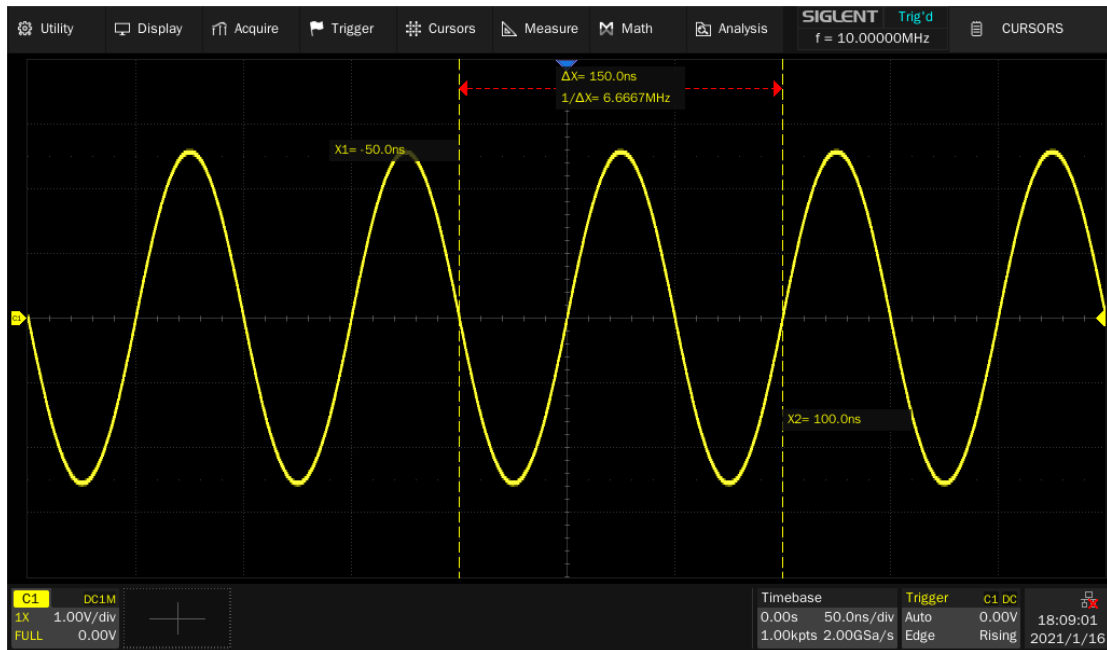 Utility Display Acquire Trigger Cursors Measure Math Analysis SIGLENT Trig'd CURSORS
f = 10.00000MHz
ΔX= 150.0ns
1/ΔX= 6.6667MHz
X1= -50.0ns
C1
X2= 100.0ns
C1 DC1M
1X 1.00V/div
FULL 0.00V
Timebase
0.00s 50.0ns/div
1.00kpts 2.00GSa/s
Trigger C1 DC
Auto 0.00V
Edge Rising
18:09:01
2021/1/16